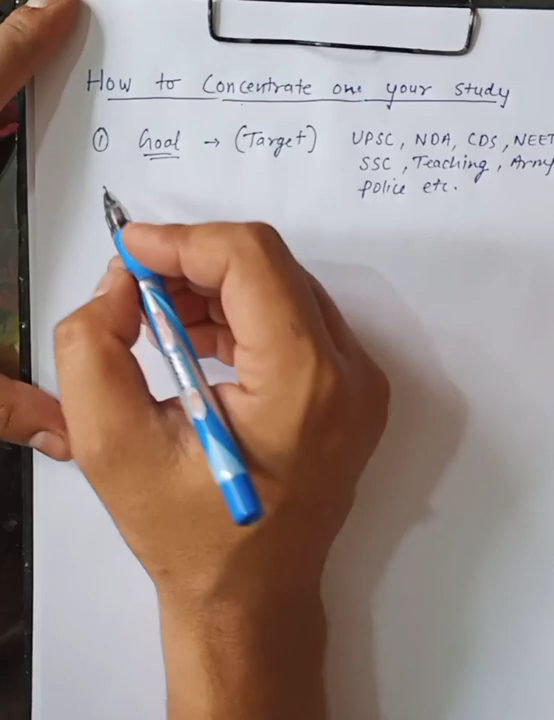 How to Concentrate one your study
① Goal → (Target) UPSC, NDA, CDS, NEET
SSC, Teaching, Army
police etc.